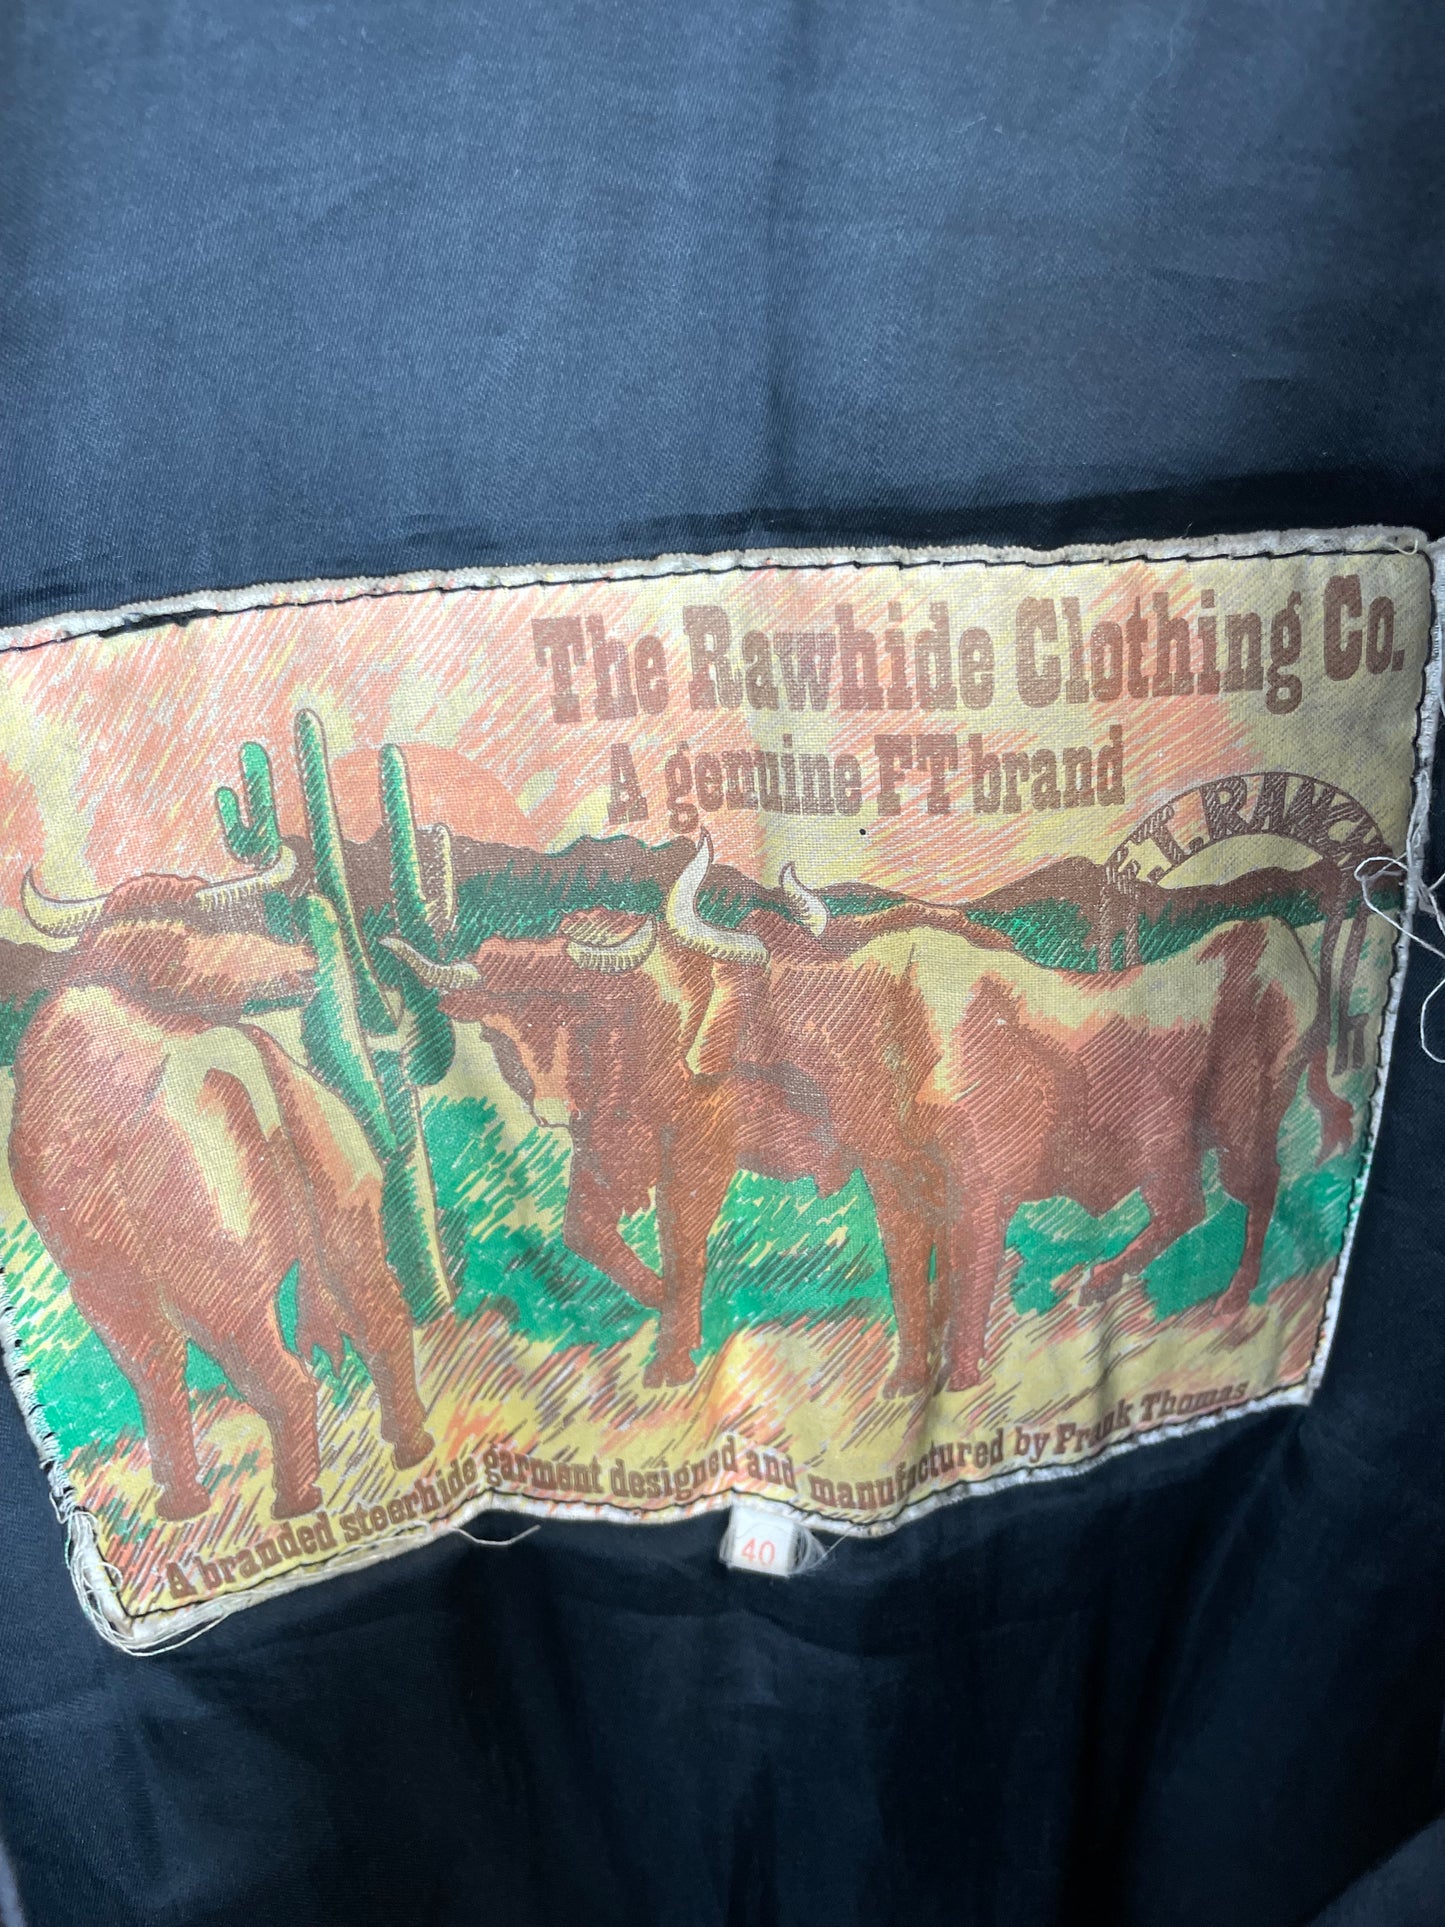 The Rawhide Clothing Co.
A genuine FT brand
F.T. RANCH
A branded steerhide garment designed and manufactured by Frank Thomas
40